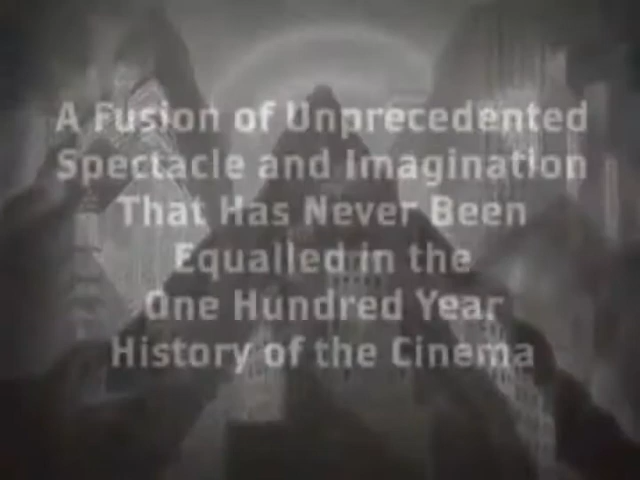 A Fusion of Unprecedented
Spectacle and Imagination
That Has Never Been
Equalled in the
One Hundred Year
History of the Cinema